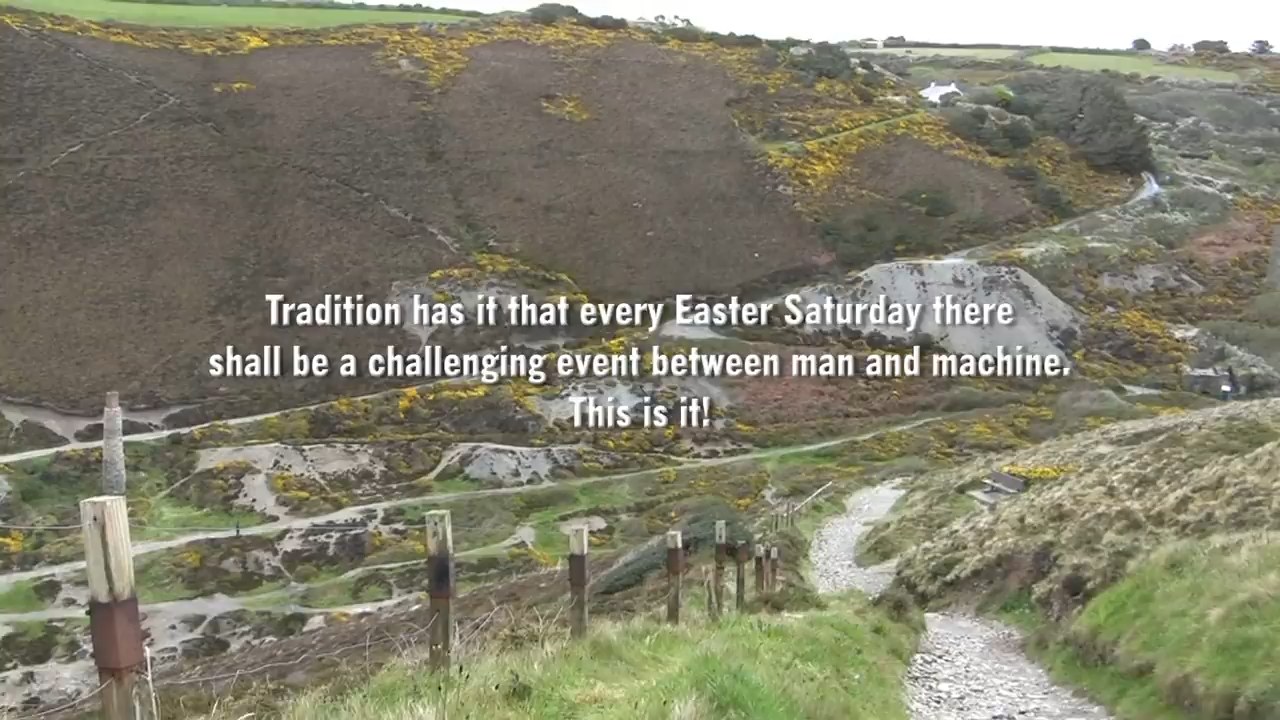 Tradition has it that every Easter Saturday there
shall be a challenging event between man and machine.
This is it!